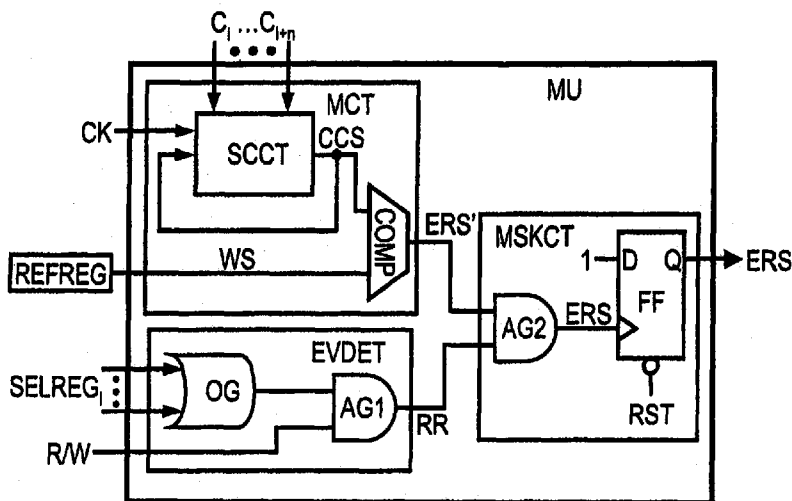 C_i ... C_i+n
MU
MCT
CK
SCCT
CCS
COMP
ERS'
REFREG
WS
MSKCT
1
D
Q
FF
ERS
AG2
ERS
RST
EVDET
SELREG_i
OG
AG1
RR
R/W